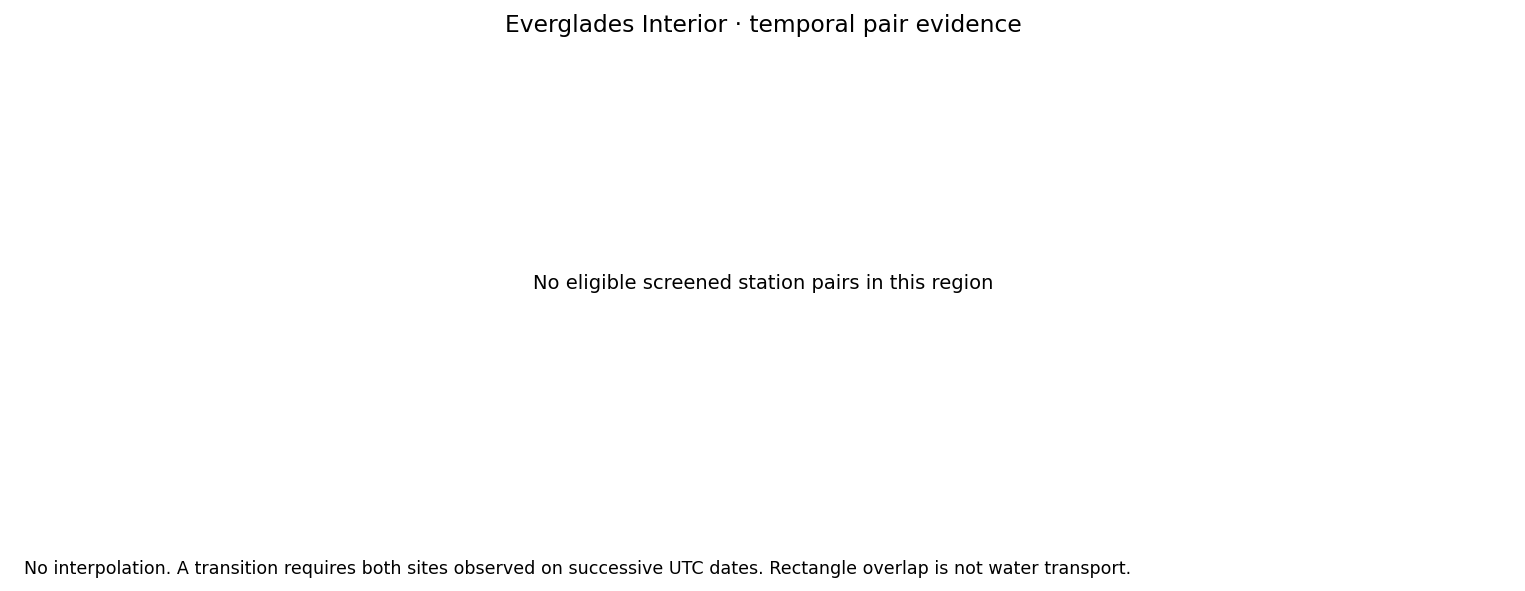 Everglades Interior · temporal pair evidence
No eligible screened station pairs in this region
No interpolation. A transition requires both sites observed on successive UTC dates. Rectangle overlap is not water transport.